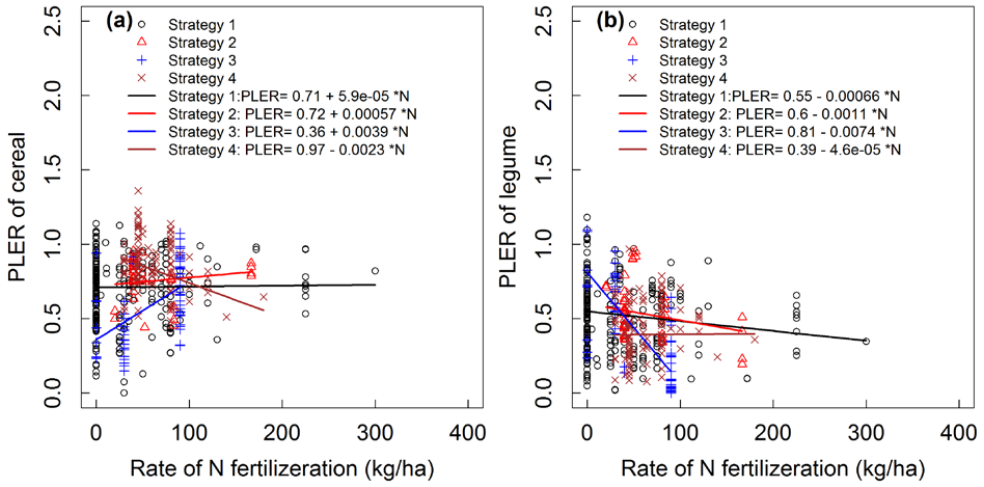 (a)
Strategy 1
Strategy 2
Strategy 3
Strategy 4
Strategy 1:PLER= 0.71 + 5.9e-05 *N
Strategy 2: PLER= 0.72 + 0.00057 *N
Strategy 3: PLER= 0.36 + 0.0039 *N
Strategy 4: PLER= 0.97 - 0.0023 *N
PLER of cereal
2.5
2.0
1.5
1.0
0.5
0.0
0 100 200 300 400
Rate of N fertilizeration (kg/ha)
(b)
Strategy 1
Strategy 2
Strategy 3
Strategy 4
Strategy 1:PLER= 0.55 - 0.00066 *N
Strategy 2: PLER= 0.6 - 0.0011 *N
Strategy 3: PLER= 0.81 - 0.0074 *N
Strategy 4: PLER= 0.39 - 4.6e-05 *N
PLER of legume
2.5
2.0
1.5
1.0
0.5
0.0
0 100 200 300 400
Rate of N fertilizeration (kg/ha)